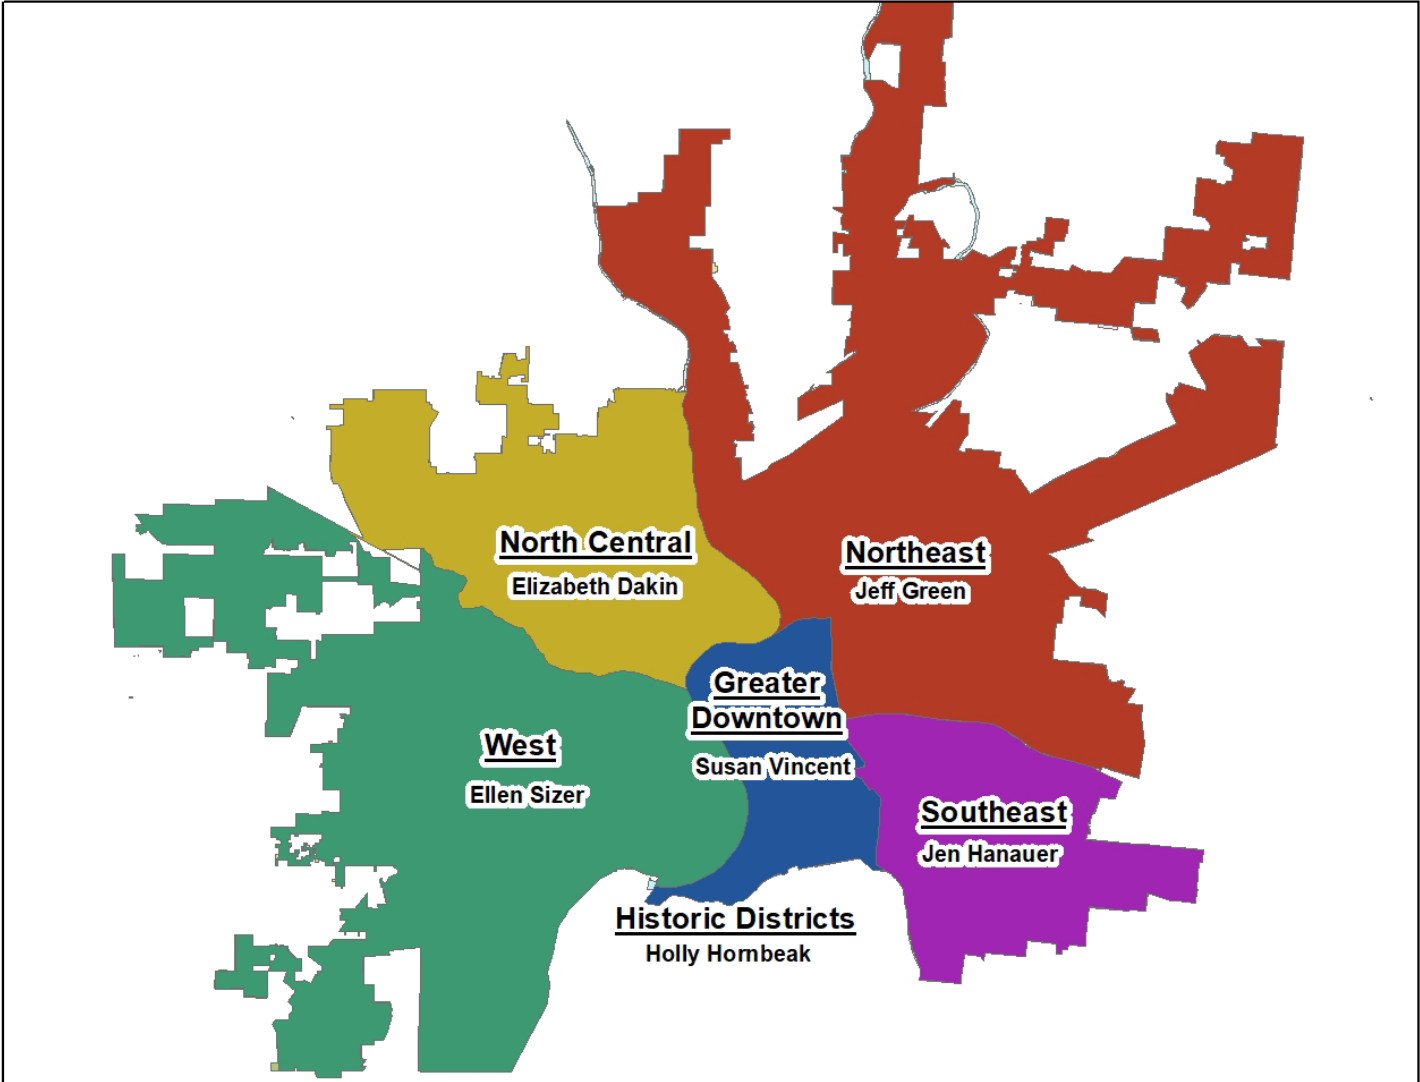 North Central
Elizabeth Dakin
Northeast
Jeff Green
Greater
Downtown
Susan Vincent
West
Ellen Sizer
Southeast
Jen Hanauer
Historic Districts
Holly Hornbeak